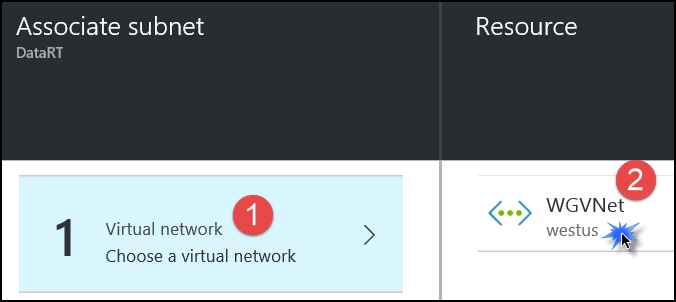 Associate subnet
DataRT
Resource
1
Virtual network
1
Choose a virtual network
2
WGVNet
westus